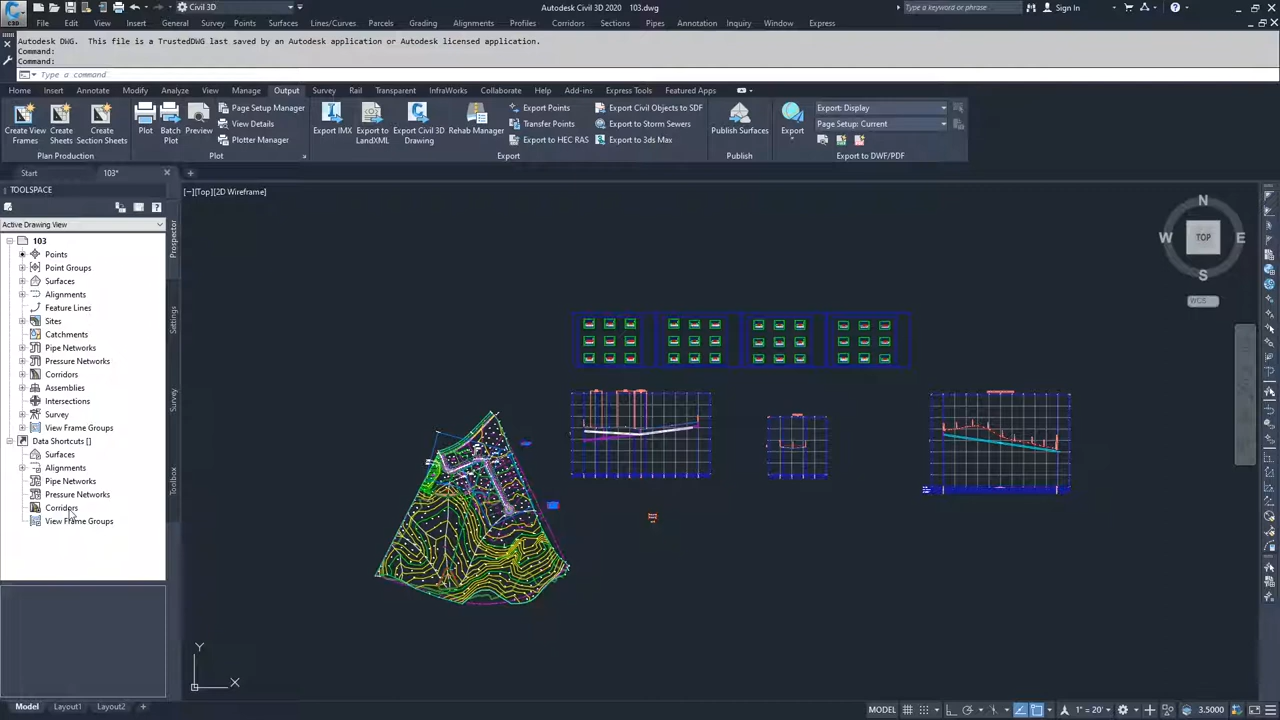 Civil 3D
Autodesk Civil 3D 2020 103.dwg
Type a keyword or phrase
Sign In
File Edit View Insert General Survey Points Surfaces Lines/Curves Parcels Grading Alignments Profiles Corridors Sections Pipes Annotation Inquiry Window Express
Autodesk DWG. This file is a TrustedDWG last saved by an Autodesk application or Autodesk licensed application.
Command:
Command:
Type a command
Home Insert Annotate Modify Analyze View Manage Output Survey Rail Transparent InfraWorks Collaborate Help Add-ins Express Tools Featured Apps
Create View Frames
Create Sheets
Create Section Sheets
Plot
Batch Plot
Preview
Page Setup Manager
View Details
Plotter Manager
Export IMX
Export to LandXML
Export Civil 3D Drawing
Rehab Manager
Export Points
Transfer Points
Export to HEC RAS
Export Civil Objects to SDF
Export to Storm Sewers
Export to 3ds Max
Publish Surfaces
Export
Export: Display
Page Setup: Current
Plan Production Plot Export Publish Export to DWF/PDF
Start 103*
TOOLSPACE
[−][Top][2D Wireframe]
Active Drawing View
103
Points
Point Groups
Surfaces
Alignments
Feature Lines
Sites
Catchments
Pipe Networks
Pressure Networks
Corridors
Assemblies
Intersections
Survey
View Frame Groups
Data Shortcuts []
Surfaces
Alignments
Pipe Networks
Pressure Networks
Corridors
View Frame Groups
Prospector
Settings
Survey
Toolbox
N
W TOP E
S
WCS
Y
X
Model Layout1 Layout2
MODEL
1" = 20'
3.5000